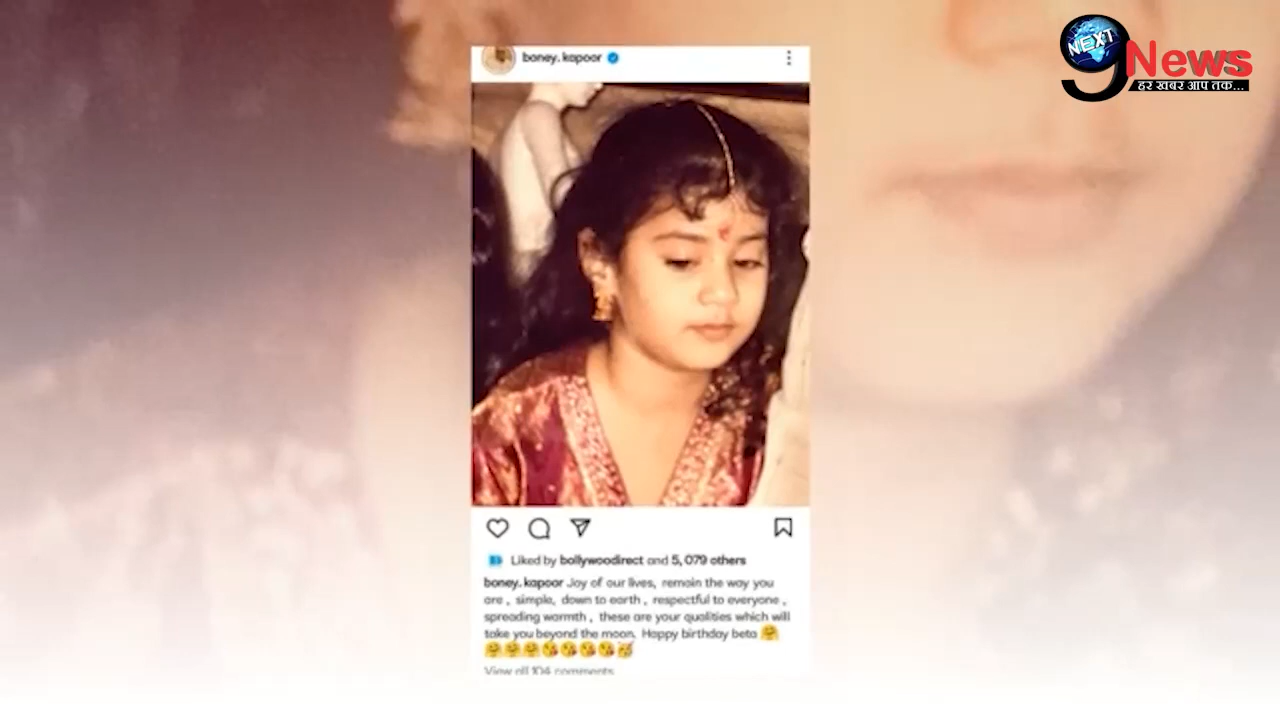 NEXT
9 News
हर खबर आप तक...
boney.kapoor
Liked by bollywoodirect and 5,079 others
boney.kapoor Joy of our lives, remain the way you
are , simple, down to earth , respectful to everyone ,
spreading warmth , these are your qualities which will
take you beyond the moon. Happy birthday beta 🤗
🤗🤗🤗😘😘😘😘🥳
View all 104 comments